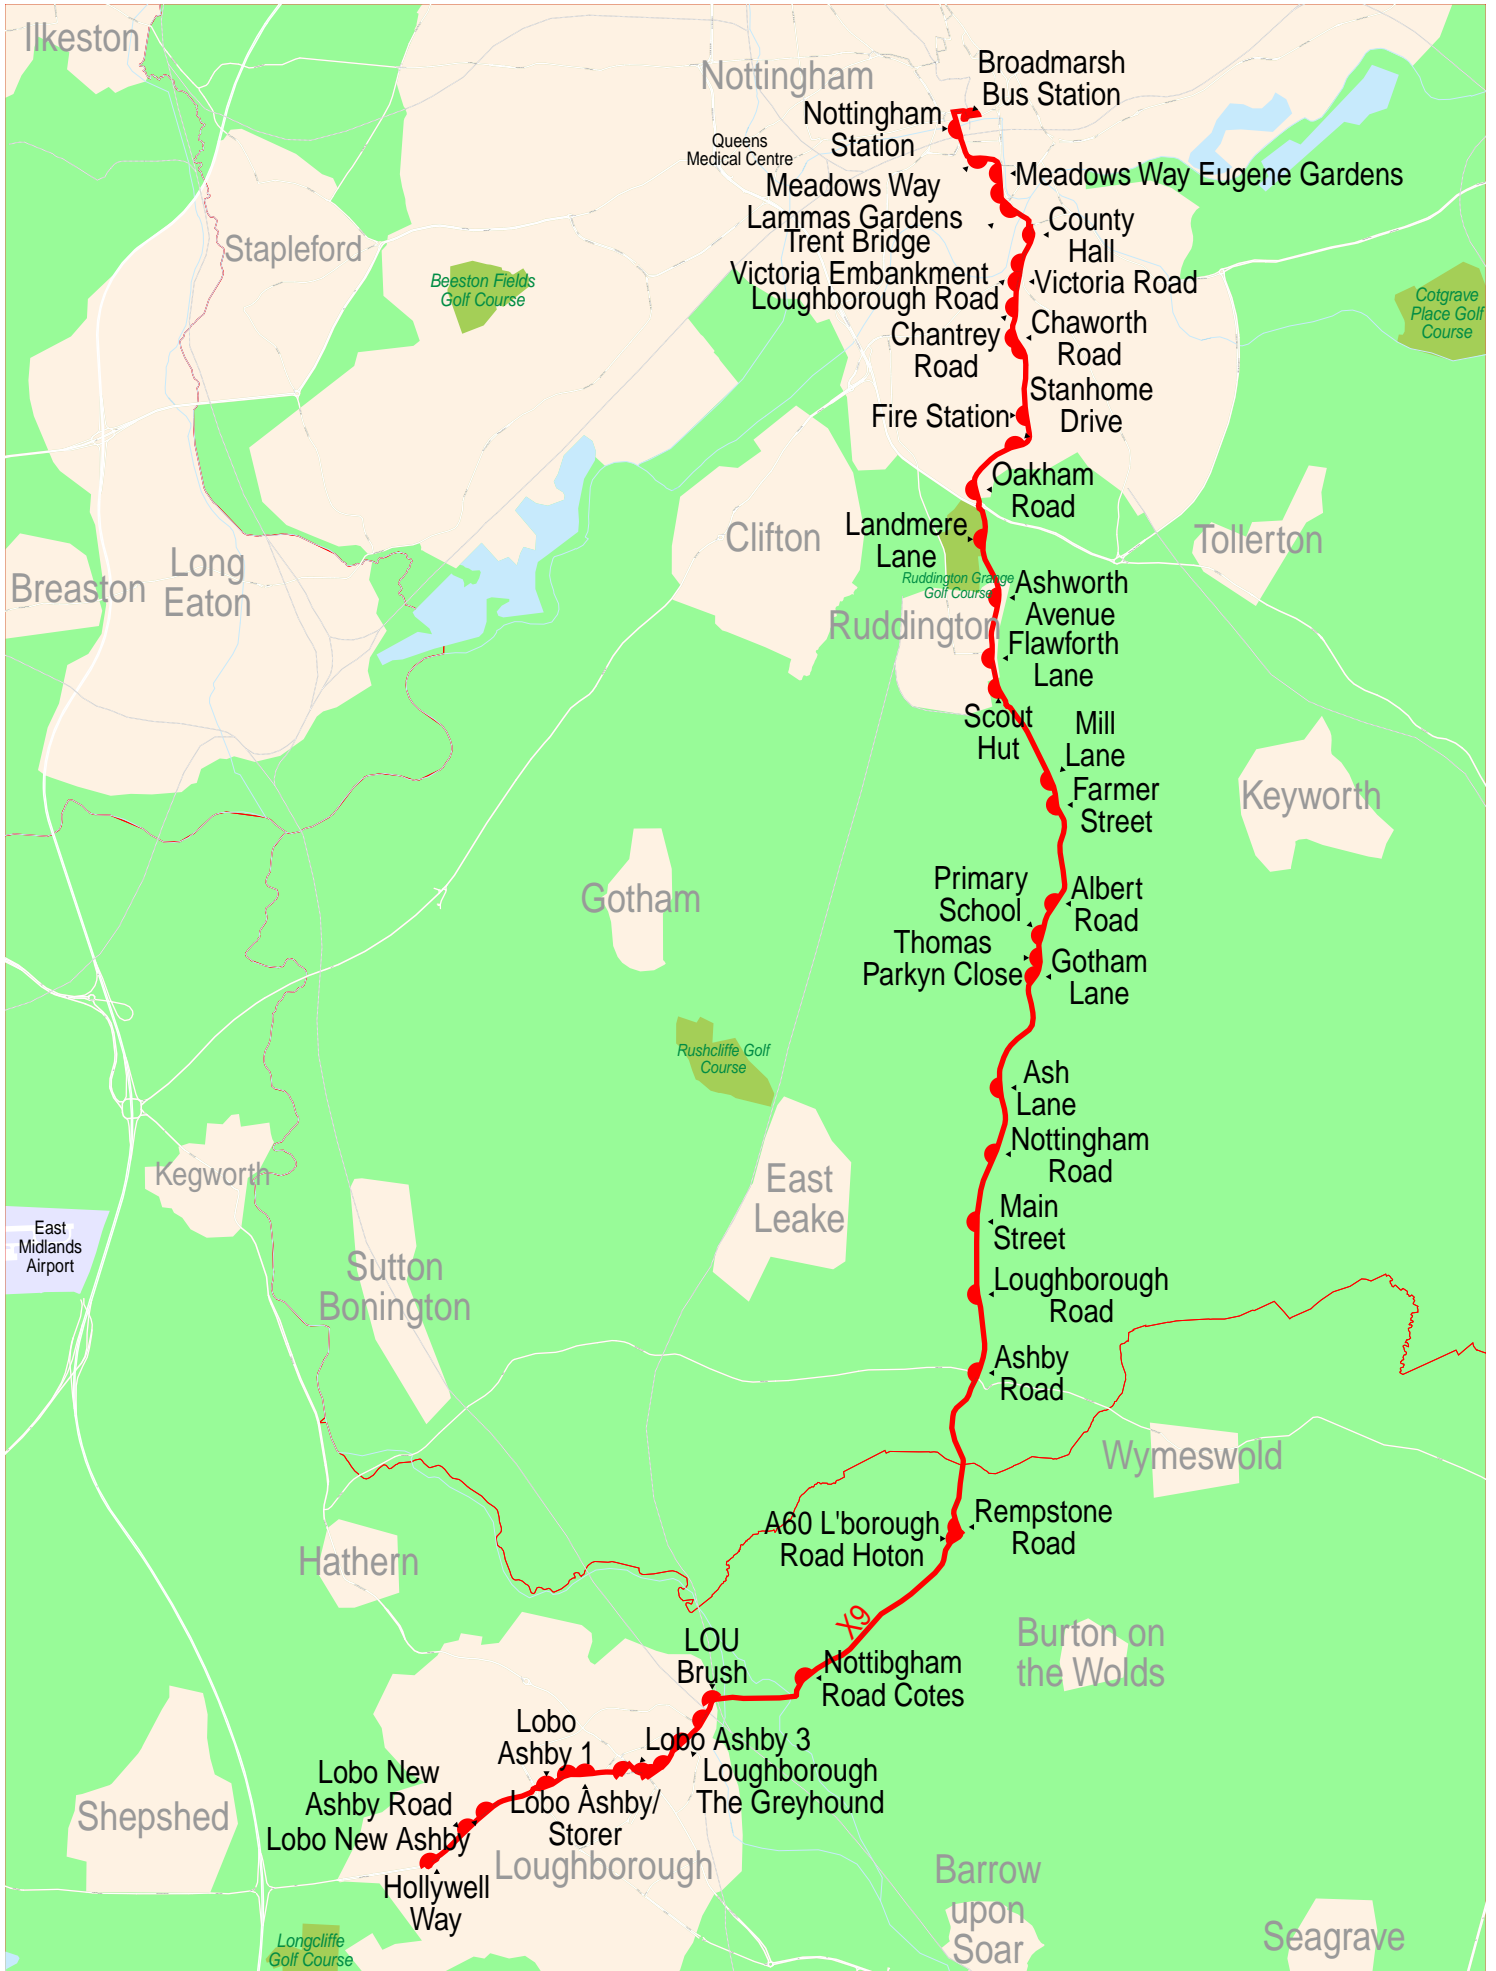 Ilkeston
Nottingham
Broadmarsh
Bus Station
Nottingham
Station
Queens
Medical Centre
Meadows Way
Meadows Way Eugene Gardens
Lammas Gardens
County
Hall
Trent Bridge
Victoria Embankment
Victoria Road
Loughborough Road
Stapleford
Beeston Fields
Golf Course
Cotgrave
Place Golf
Course
Chantrey
Road
Chaworth
Road
Stanhome
Drive
Fire Station
Oakham
Road
Landmere
Lane
Clifton
Tollerton
Long
Eaton
Breaston
Ruddington Grange
Golf Course
Ashworth
Avenue
Ruddington
Flawforth
Lane
Scout
Hut
Mill
Lane
Farmer
Street
Keyworth
Gotham
Primary
School
Albert
Road
Thomas
Parkyn Close
Gotham
Lane
Rushcliffe Golf
Course
Ash
Lane
Nottingham
Road
Kegworth
East
Leake
Main
Street
East
Midlands
Airport
Sutton
Bonington
Loughborough
Road
Ashby
Road
Wymeswold
A60 L'borough
Road Hoton
Rempstone
Road
Hathern
X9
Burton on
the Wolds
LOU
Brush
Nottibgham
Road Cotes
Lobo
Ashby 1
Lobo Ashby 3
Loughborough
The Greyhound
Lobo New
Ashby Road
Lobo Ashby/
Storer
Shepshed
Lobo New Ashby
Loughborough
Hollywell
Way
Barrow
upon
Soar
Longcliffe
Golf Course
Seagrave